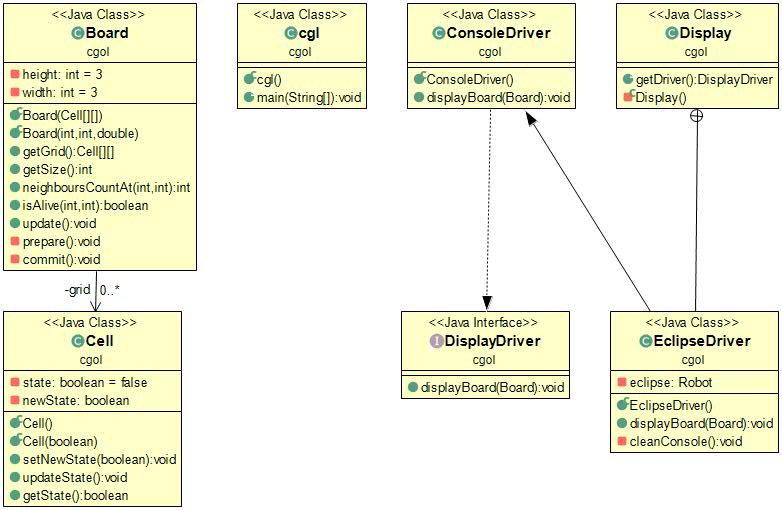 <<Java Class>>
C Board
cgol
height: int = 3
width: int = 3
Board(Cell[][])
Board(int,int,double)
getGrid():Cell[][]
getSize():int
neighboursCountAt(int,int):int
isAlive(int,int):boolean
update():void
prepare():void
commit():void
<<Java Class>>
C cgl
cgol
cgl()
main(String[]):void
<<Java Class>>
C ConsoleDriver
cgol
ConsoleDriver()
displayBoard(Board):void
<<Java Class>>
C Display
cgol
getDriver():DisplayDriver
Display()
-grid 0..*
<<Java Class>>
C Cell
cgol
state: boolean = false
newState: boolean
Cell()
Cell(boolean)
setNewState(boolean):void
updateState():void
getState():boolean
<<Java Interface>>
I DisplayDriver
cgol
displayBoard(Board):void
<<Java Class>>
C EclipseDriver
cgol
eclipse: Robot
EclipseDriver()
displayBoard(Board):void
cleanConsole():void